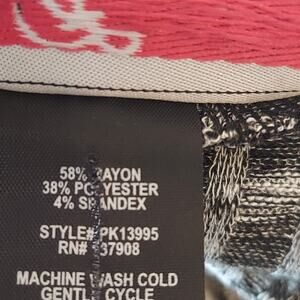 58% RAYON
38% POLYESTER
4% SPANDEX
STYLE# PK13995
RN# 37908
MACHINE WASH COLD
GENTLE CYCLE